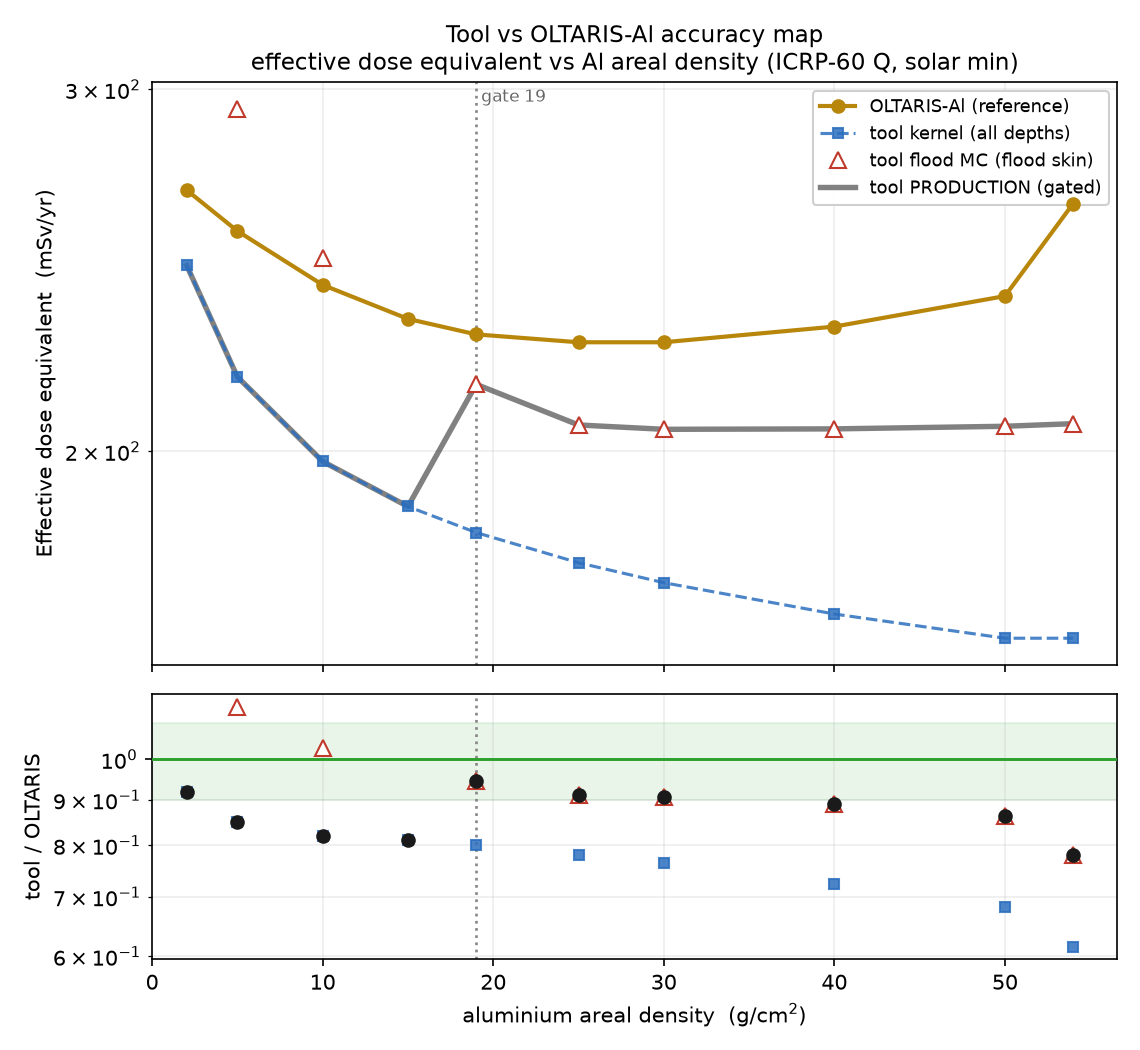 Tool vs OLTARIS-Al accuracy map
effective dose equivalent vs Al areal density (ICRP-60 Q, solar min)
3 × 10²
gate 19
OLTARIS-Al (reference)
tool kernel (all depths)
tool flood MC (flood skin)
tool PRODUCTION (gated)
Effective dose equivalent (mSv/yr)
2 × 10²
tool / OLTARIS
10⁰
9 × 10⁻¹
8 × 10⁻¹
7 × 10⁻¹
6 × 10⁻¹
0 10 20 30 40 50
aluminium areal density (g/cm²)